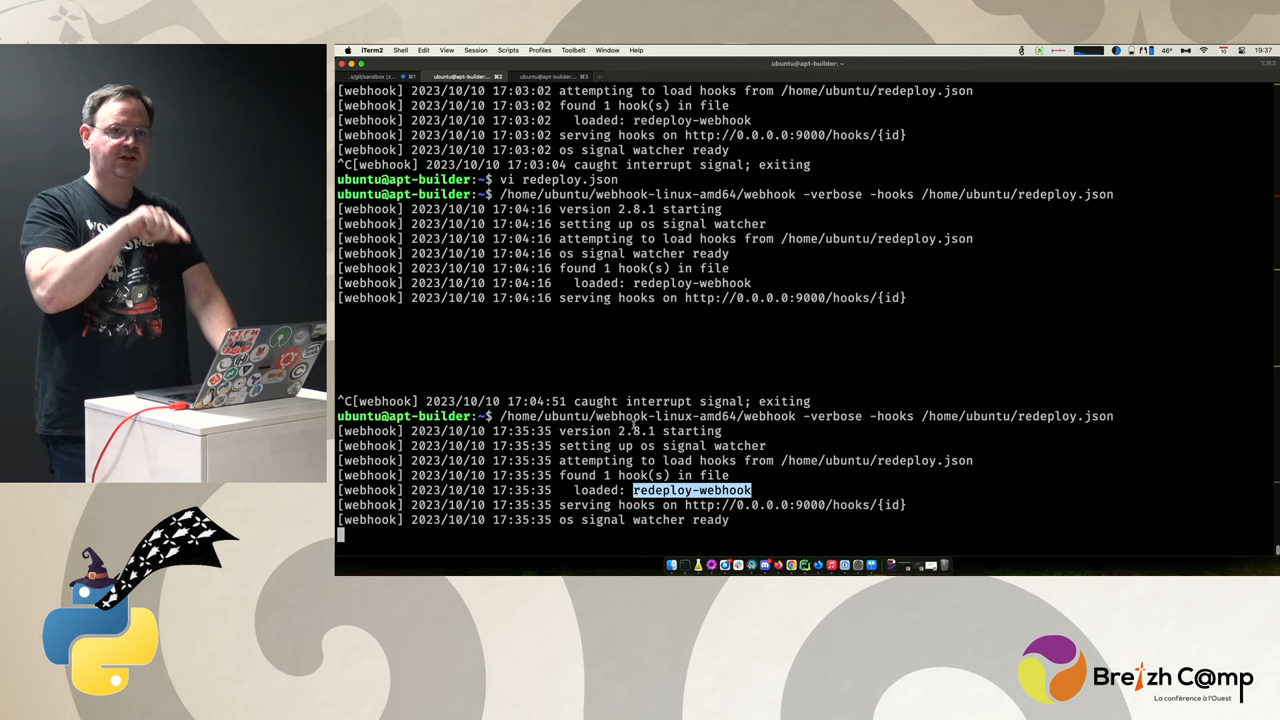 iTerm2 Shell Edit View Session Scripts Profiles Toolbelt Window Help 46° 19:37
ubuntu@apt-builder: ~
..s/git/sandbox (z... ⌘1 ubuntu@apt-builder:... ⌘2 ubuntu@apt-builder:... ⌘3
[webhook] 2023/10/10 17:03:02 attempting to load hooks from /home/ubuntu/redeploy.json
[webhook] 2023/10/10 17:03:02 found 1 hook(s) in file
[webhook] 2023/10/10 17:03:02   loaded: redeploy-webhook
[webhook] 2023/10/10 17:03:02 serving hooks on http://0.0.0.0:9000/hooks/{id}
[webhook] 2023/10/10 17:03:02 os signal watcher ready
^C[webhook] 2023/10/10 17:03:04 caught interrupt signal; exiting
ubuntu@apt-builder:~$ vi redeploy.json
ubuntu@apt-builder:~$ /home/ubuntu/webhook-linux-amd64/webhook -verbose -hooks /home/ubuntu/redeploy.json
[webhook] 2023/10/10 17:04:16 version 2.8.1 starting
[webhook] 2023/10/10 17:04:16 setting up os signal watcher
[webhook] 2023/10/10 17:04:16 attempting to load hooks from /home/ubuntu/redeploy.json
[webhook] 2023/10/10 17:04:16 os signal watcher ready
[webhook] 2023/10/10 17:04:16 found 1 hook(s) in file
[webhook] 2023/10/10 17:04:16   loaded: redeploy-webhook
[webhook] 2023/10/10 17:04:16 serving hooks on http://0.0.0.0:9000/hooks/{id}
^C[webhook] 2023/10/10 17:04:51 caught interrupt signal; exiting
ubuntu@apt-builder:~$ /home/ubuntu/webhook-linux-amd64/webhook -verbose -hooks /home/ubuntu/redeploy.json
[webhook] 2023/10/10 17:35:35 version 2.8.1 starting
[webhook] 2023/10/10 17:35:35 setting up os signal watcher
[webhook] 2023/10/10 17:35:35 attempting to load hooks from /home/ubuntu/redeploy.json
[webhook] 2023/10/10 17:35:35 found 1 hook(s) in file
[webhook] 2023/10/10 17:35:35   loaded: redeploy-webhook
[webhook] 2023/10/10 17:35:35 serving hooks on http://0.0.0.0:9000/hooks/{id}
[webhook] 2023/10/10 17:35:35 os signal watcher ready
RTFM
Breizh C@mp
La conférence à l'Ouest